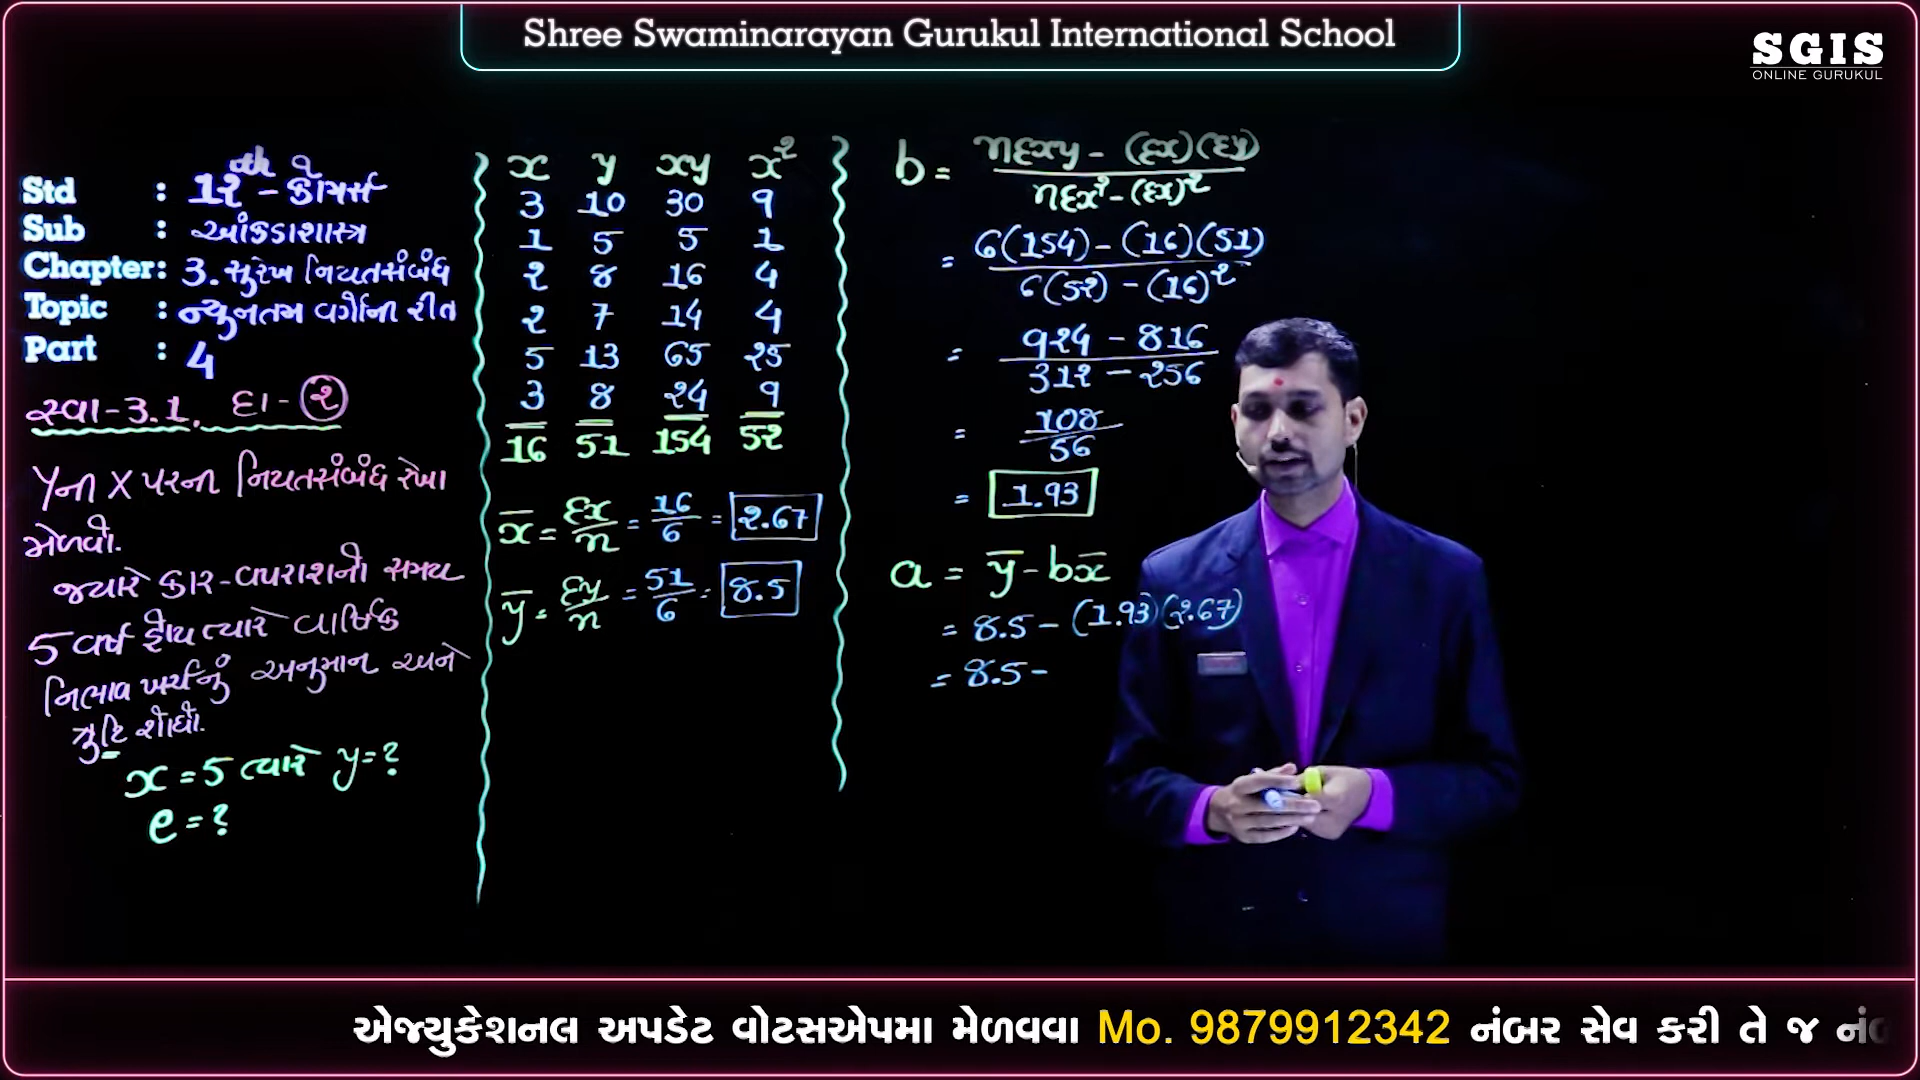 Shree Swaminarayan Gurukul International School
SGIS
ONLINE GURUKUL
Std : 12th - કોમર્સ
Sub : આંકડાશાસ્ત્ર
Chapter: 3. સુરેખ નિયતસંબંધ
Topic : ન્યુનતમ વર્ગોની રીત
Part : 4
સ્વા-3.1. દા-૨
Yની X પરની નિયતસંબંધ રેખા
મેળવો.
જ્યારે કાર-વપરાશનો સમય
5 વર્ષ હોય ત્યારે વાર્ષિક
નિભાવ ખર્ચનું અનુમાન અને
ત્રુટિ શોધો.
x = 5 ત્યારે y = ?
e = ?
x y xy x²
3 10 30 9
1 5 5 1
2 8 16 4
2 7 14 4
5 13 65 25
3 8 24 9
16 51 154 52
x̄ = Σx/n = 16/6 = 2.67
ȳ = Σy/n = 51/6 = 8.5
b = nΣxy - (Σx)(Σy) / nΣx² - (Σx)²
= 6(154) - (16)(51) / 6(52) - (16)²
= 924 - 816 / 312 - 256
= 108 / 56
= 1.93
a = ȳ - bx̄
= 8.5 - (1.93)(2.67)
= 8.5 -
એજ્યુકેશનલ અપડેટ વોટસએપમા મેળવવા Mo. 9879912342 નંબર સેવ કરી તે જ નં